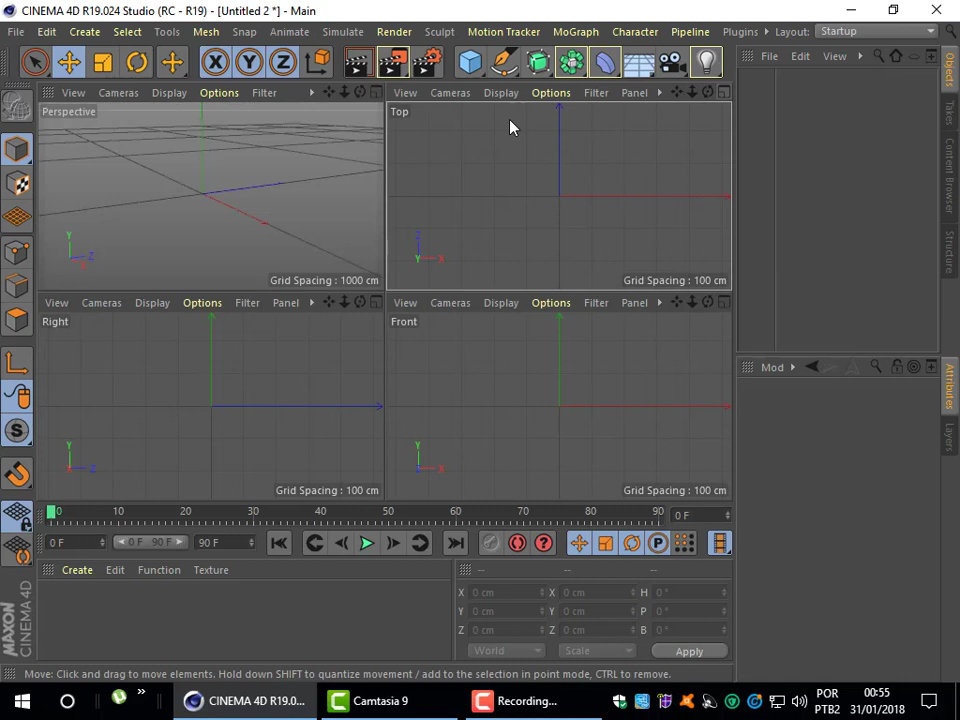 CINEMA 4D R19.024 Studio (RC - R19) - [Untitled 2 *] - Main
File Edit Create Select Tools Mesh Snap Animate Simulate Render Sculpt Motion Tracker MoGraph Character Pipeline Plugins Layout: Startup
X Y Z
File Edit View
View Cameras Display Options Filter
View Cameras Display Options Filter Panel
Perspective
Top
Y
Z
Z
Y X
Grid Spacing : 1000 cm
Grid Spacing : 100 cm
View Cameras Display Options Filter Panel
View Cameras Display Options Filter Panel
Right
Front
Y
X Z
Y
Z X
Grid Spacing : 100 cm
Grid Spacing : 100 cm
Objects
Takes
Content Browser
Structure
Mod
Attributes
Layers
S
0 10 20 30 40 50 60 70 80 90 0 F
0 F 0 F 90 F 90 F
P
Create Edit Function Texture
-- -- --
X 0 cm X 0 cm H 0 °
Y 0 cm Y 0 cm P 0 °
Z 0 cm Z 0 cm B 0 °
World Scale Apply
MAXON
CINEMA 4D
Move: Click and drag to move elements. Hold down SHIFT to quantize movement / add to the selection in point mode, CTRL to remove.
CINEMA 4D R19.0...
Camtasia 9
Recording...
POR
PTB2
00:55
31/01/2018